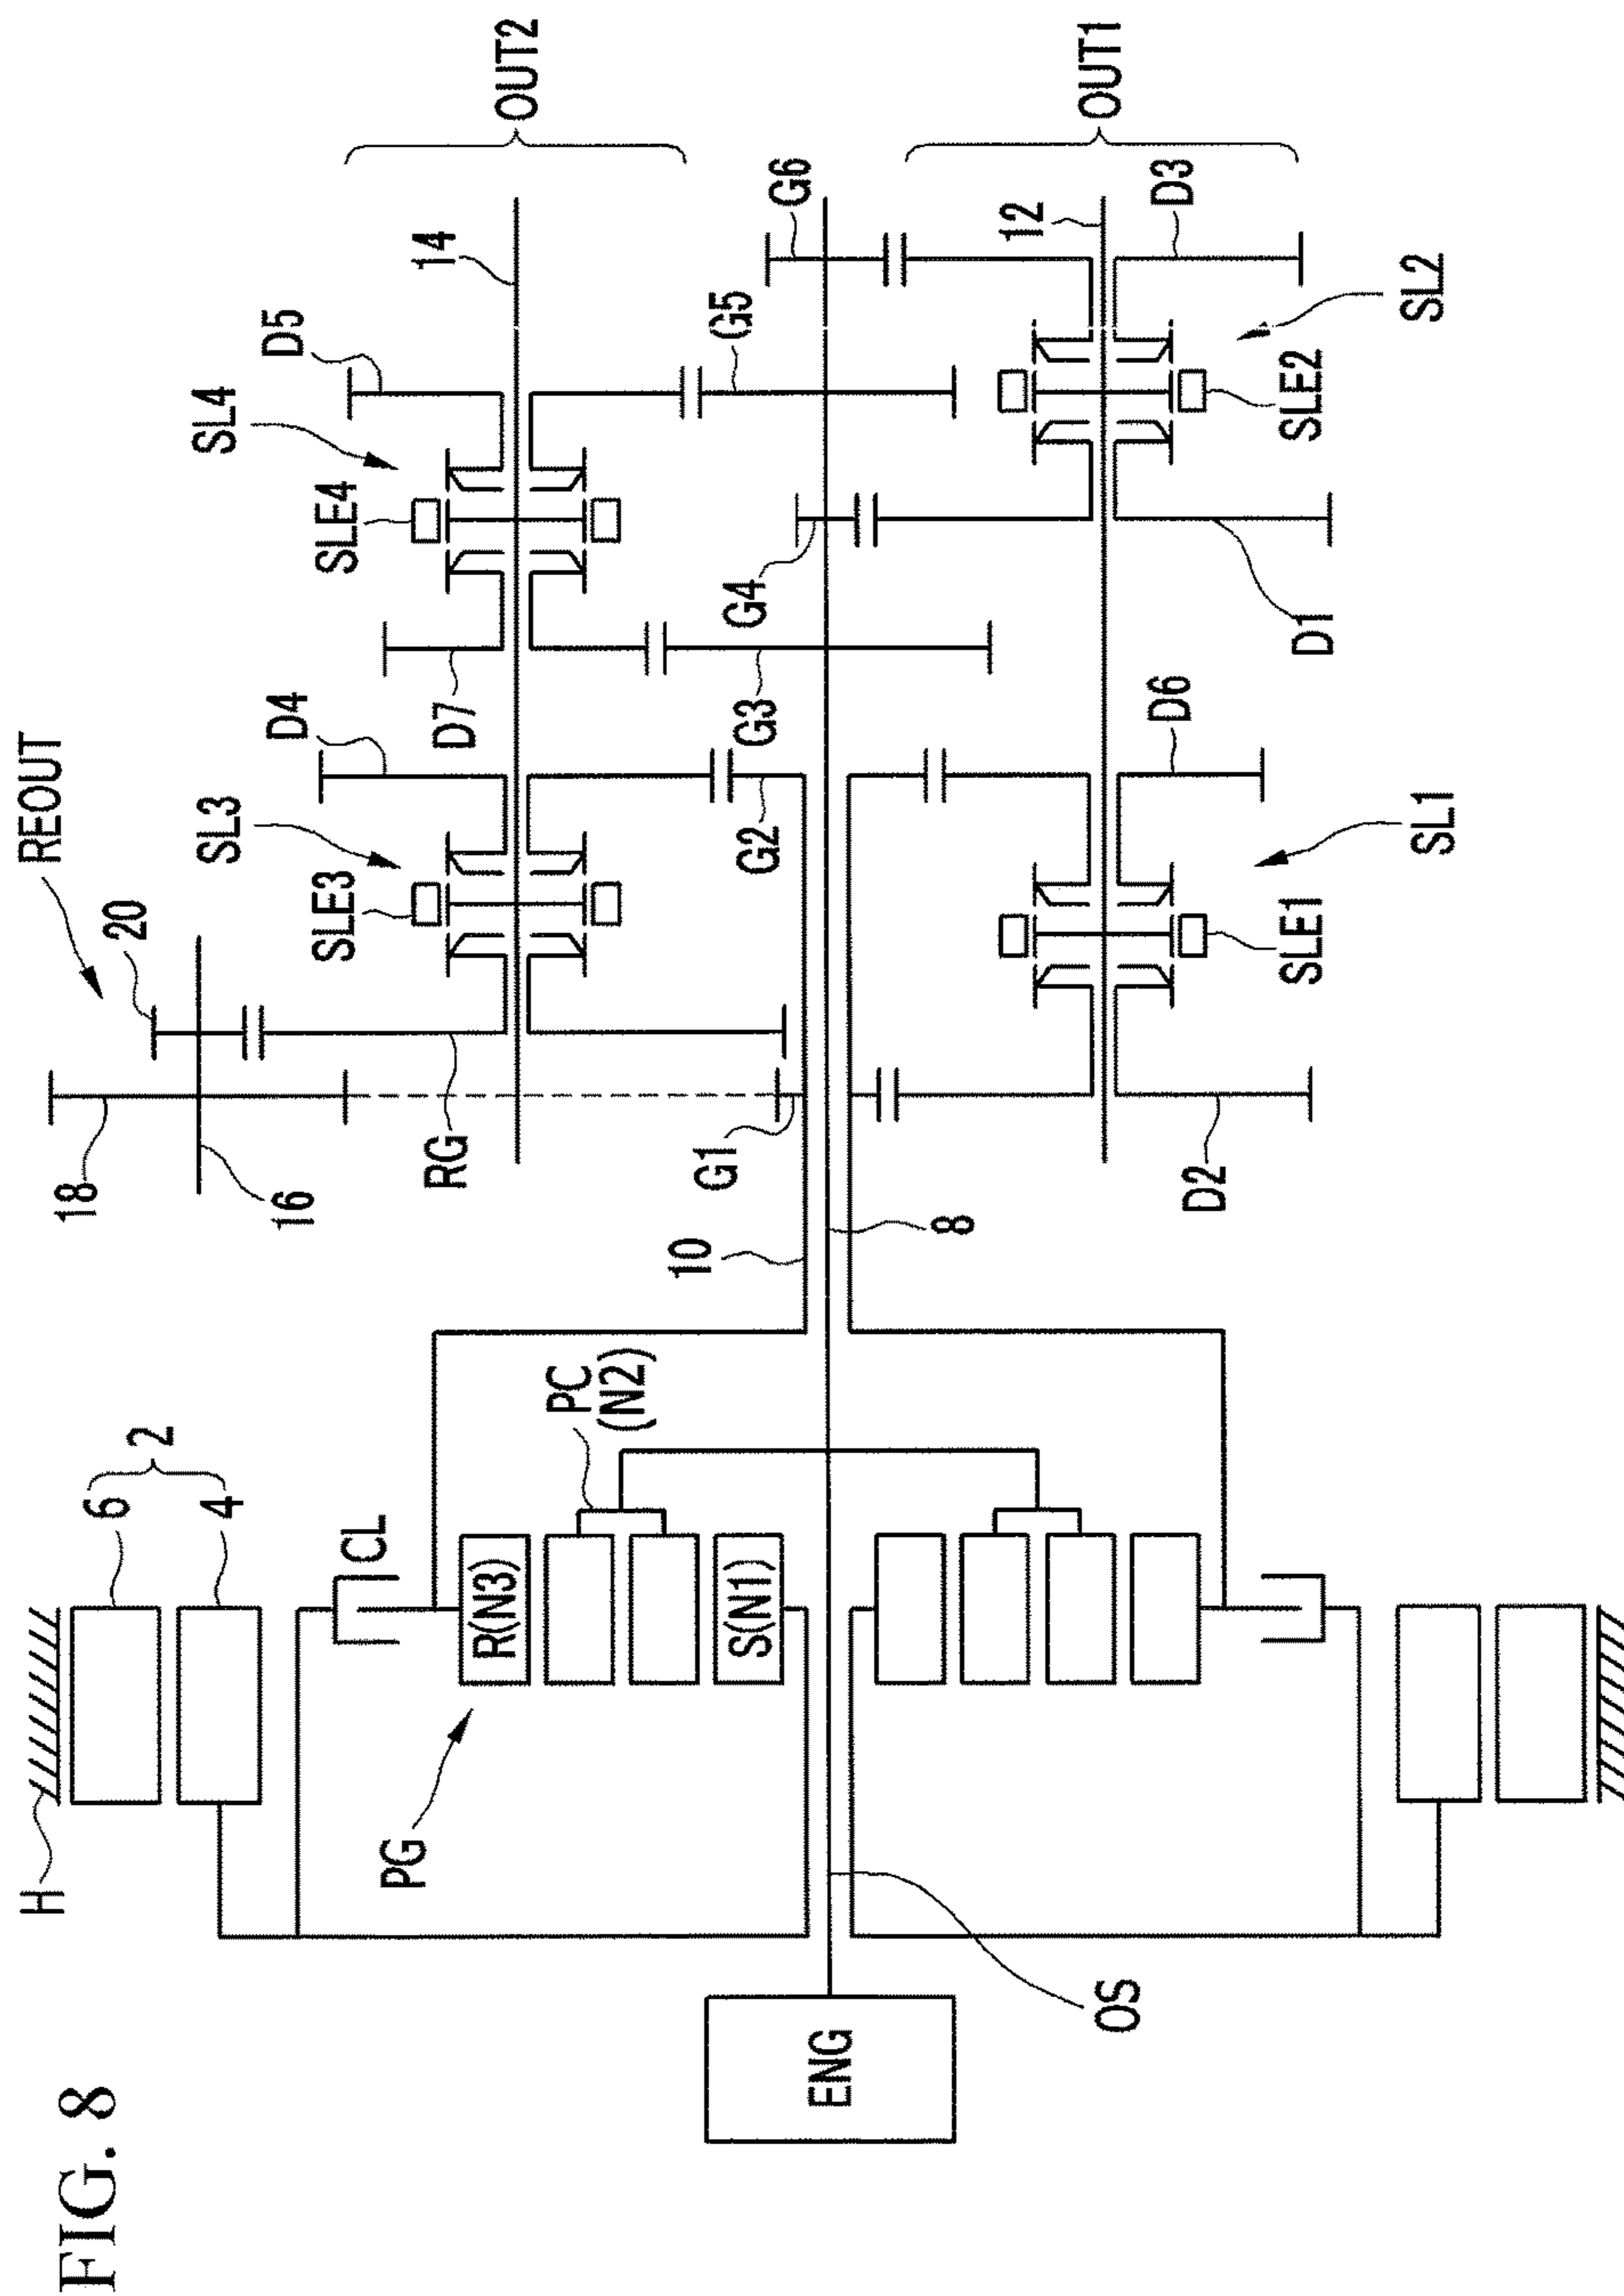 FIG. 8
H
6
4
2
CL
R(N3)
S(N1)
PC
(N2)
PG
ENG
OS
10
8
18
16
20
REOUT
RG
G1
D2
SL3
SLE3
D4
G2
SLE1
SL1
D6
D7
G3
G4
D1
SL4
SLE4
D5
G5
SLE2
SL2
14
G6
12
D3
OUT2
OUT1